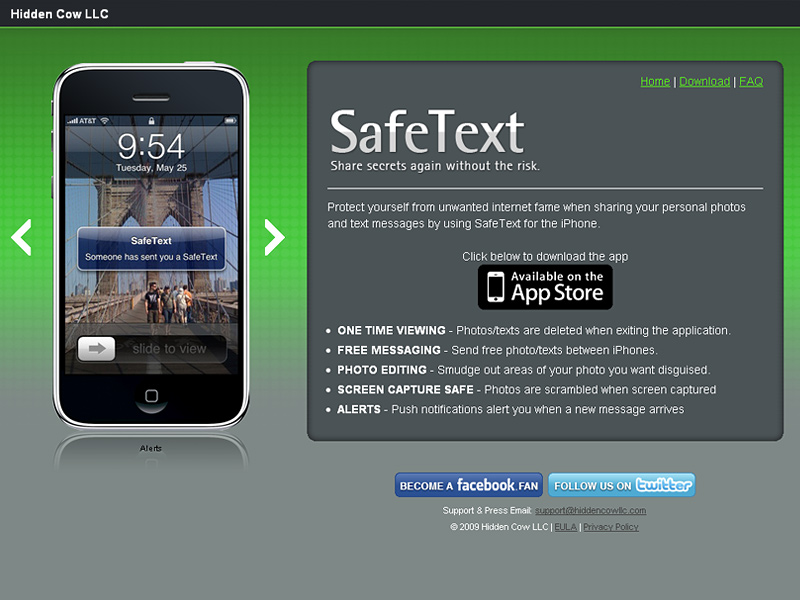 Hidden Cow LLC
Home | Download | FAQ
AT&T
9:54
Tuesday, May 25
SafeText
Someone has sent you a SafeText
slide to view
Alerts
SafeText
Share secrets again without the risk.
Protect yourself from unwanted internet fame when sharing your personal photos
and text messages by using SafeText for the iPhone.
Click below to download the app
Available on the
App Store
• ONE TIME VIEWING - Photos/texts are deleted when exiting the application.
• FREE MESSAGING - Send free photo/texts between iPhones.
• PHOTO EDITING - Smudge out areas of your photo you want disguised.
• SCREEN CAPTURE SAFE - Photos are scrambled when screen captured
• ALERTS - Push notifications alert you when a new message arrives
BECOME A facebook FAN
FOLLOW US ON twitter
Support & Press Email: support@hiddencowllc.com
© 2009 Hidden Cow LLC | EULA | Privacy Policy